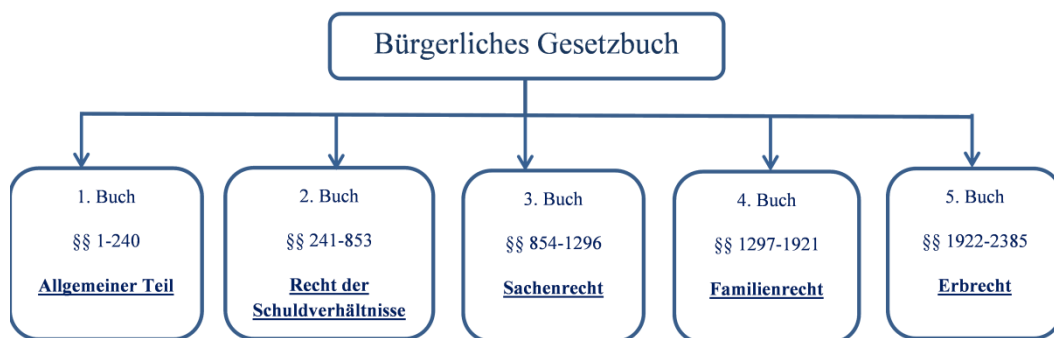 Bürgerliches Gesetzbuch
1. Buch
§§ 1-240
Allgemeiner Teil
2. Buch
§§ 241-853
Recht der
Schuldverhältnisse
3. Buch
§§ 854-1296
Sachenrecht
4. Buch
§§ 1297-1921
Familienrecht
5. Buch
§§ 1922-2385
Erbrecht